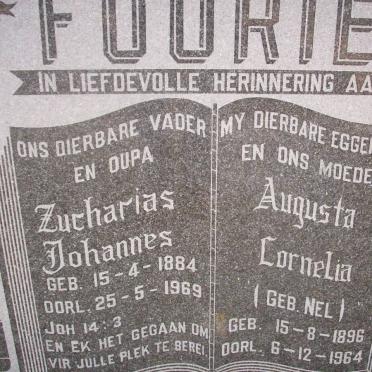 FOURIE
IN LIEFDEVOLLE HERINNERING AA
ONS DIERBARE VADER
EN OUPA
Zucharias
Johannes
GEB. 15-4-1884
OORL. 25-5-1969
JOH 14:3
EN EK HET GEGAAN OM
VIR JULLE PLEK TE BEREI
MY DIERBARE EGGE
EN ONS MOEDE
Augusta
Cornelia
(GEB. NEL)
GEB. 15-8-1896
OORL. 6-12-1964